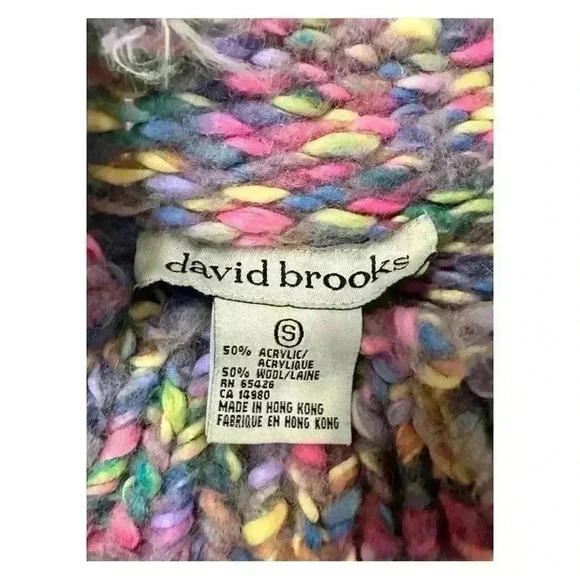 david brooks
S
50% ACRYLIC/
ACRYLIQUE
50% WOOL/LAINE
RN 65426
CA 14980
MADE IN HONG KONG
FABRIQUE EN HONG KONG